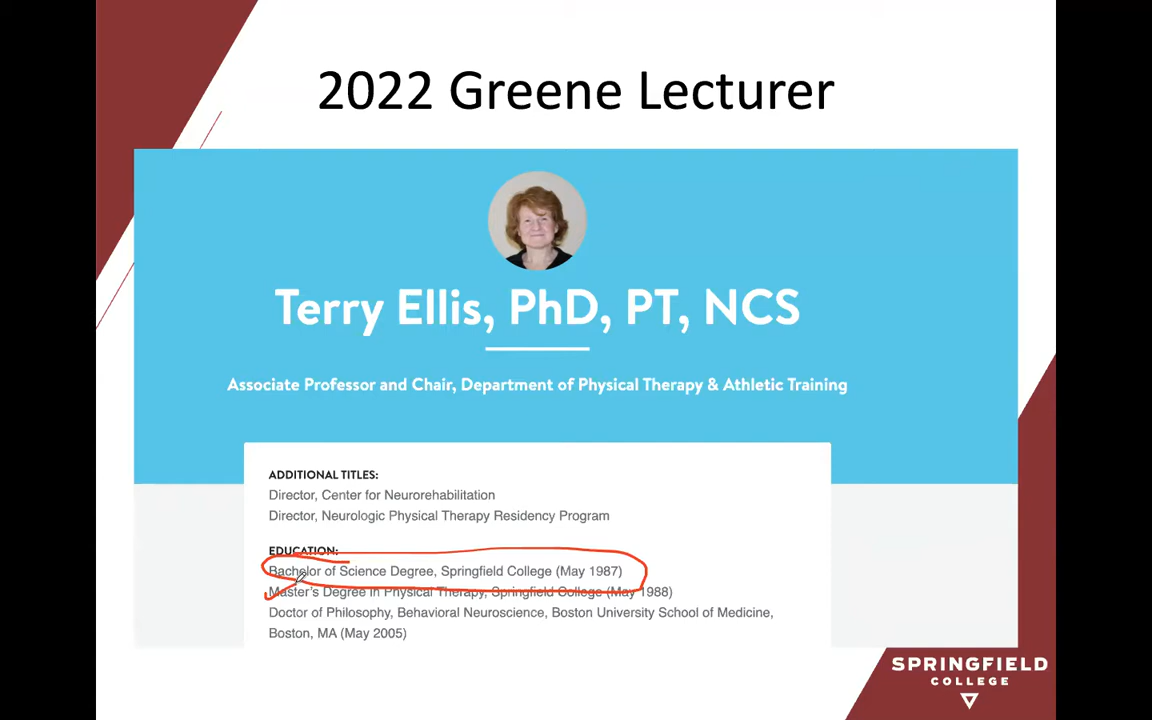 2022 Greene Lecturer
Terry Ellis, PhD, PT, NCS
Associate Professor and Chair, Department of Physical Therapy & Athletic Training
ADDITIONAL TITLES:
Director, Center for Neurorehabilitation
Director, Neurologic Physical Therapy Residency Program
EDUCATION:
Bachelor of Science Degree, Springfield College (May 1987)
Master's Degree in Physical Therapy, Springfield College (May 1988)
Doctor of Philosophy, Behavioral Neuroscience, Boston University School of Medicine,
Boston, MA (May 2005)
SPRINGFIELD
COLLEGE